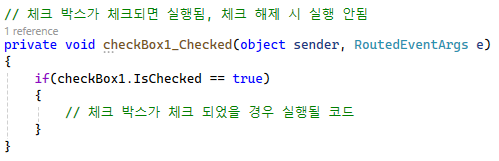 // 체크 박스가 체크되면 실행됨, 체크 해제 시 실행 안됨
1 reference
private void checkBox1_Checked(object sender, RoutedEventArgs e)
{
    if(checkBox1.IsChecked == true)
    {
        // 체크 박스가 체크 되었을 경우 실행될 코드
    }
}